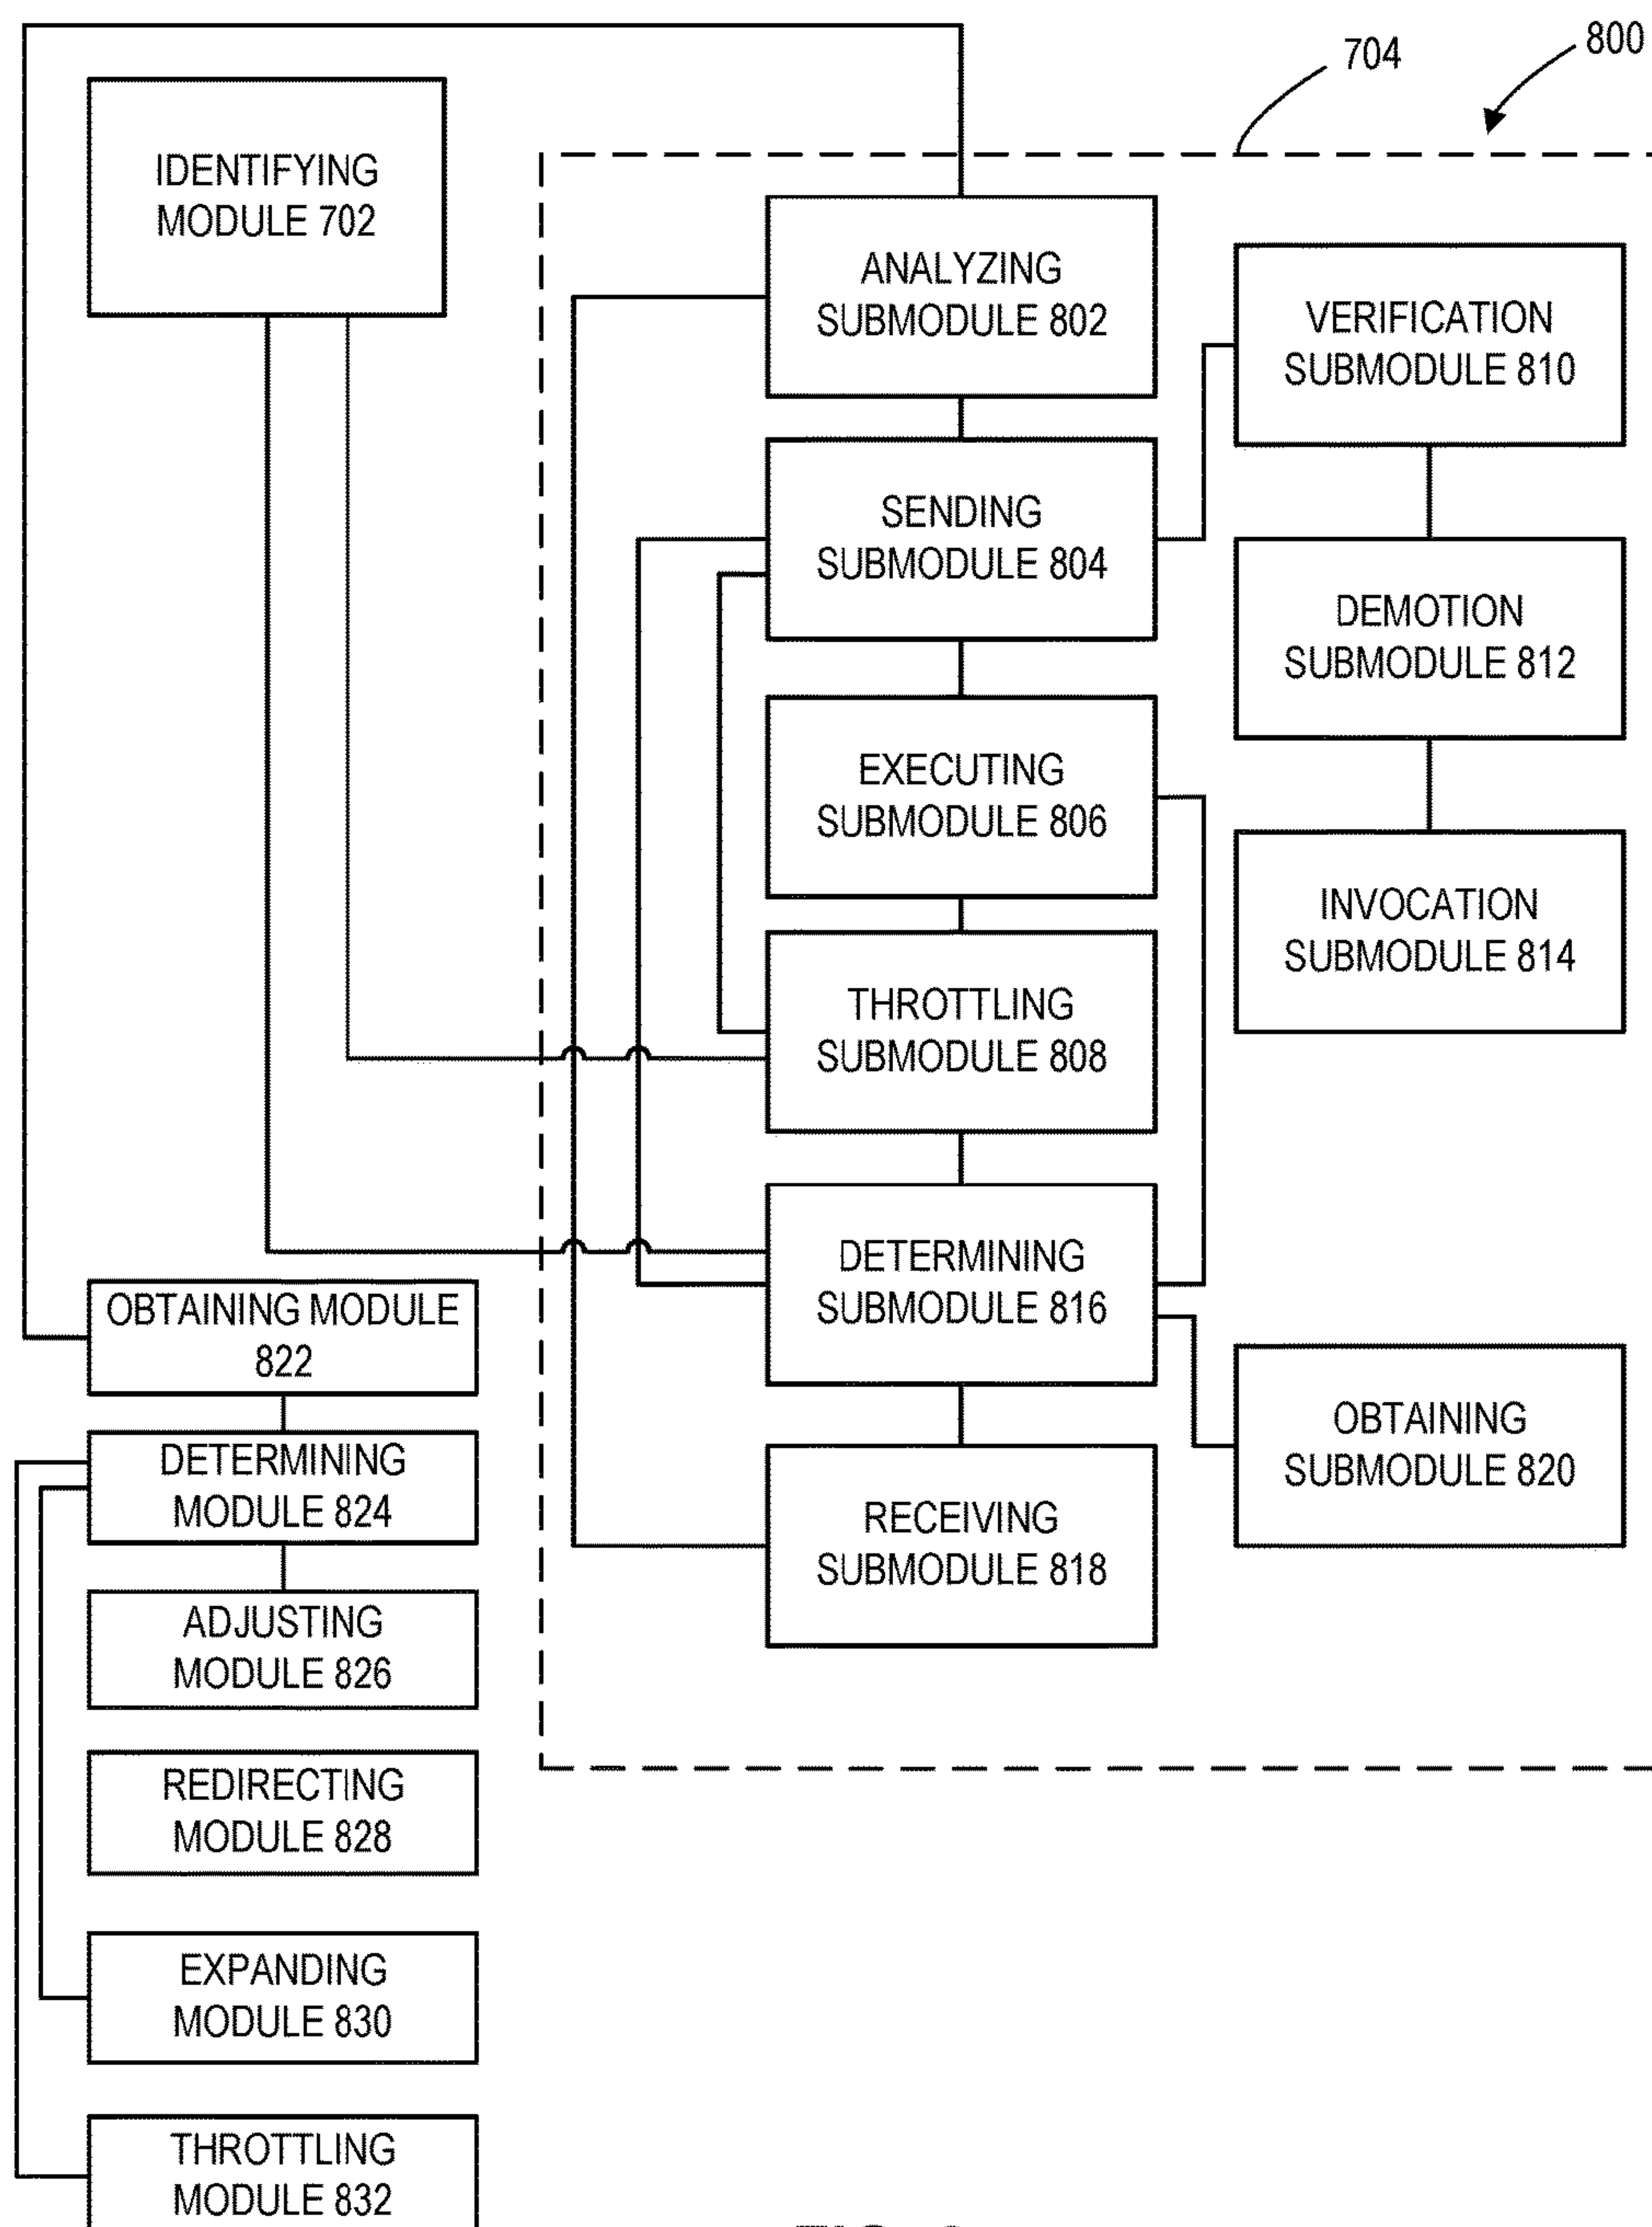 800
704
IDENTIFYING
MODULE 702
ANALYZING
SUBMODULE 802
VERIFICATION
SUBMODULE 810
SENDING
SUBMODULE 804
DEMOTION
SUBMODULE 812
EXECUTING
SUBMODULE 806
INVOCATION
SUBMODULE 814
THROTTLING
SUBMODULE 808
DETERMINING
SUBMODULE 816
OBTAINING MODULE
822
OBTAINING
SUBMODULE 820
DETERMINING
MODULE 824
RECEIVING
SUBMODULE 818
ADJUSTING
MODULE 826
REDIRECTING
MODULE 828
EXPANDING
MODULE 830
THROTTLING
MODULE 832